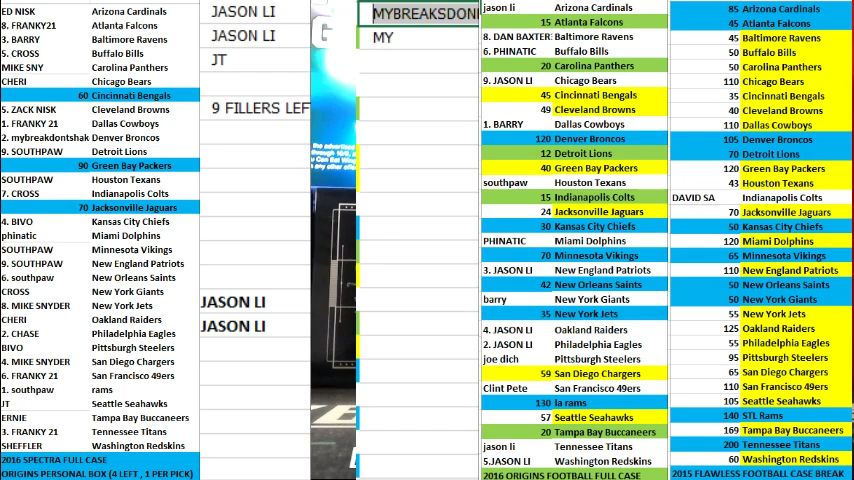 ED NISK Arizona Cardinals
8. FRANKY21 Atlanta Falcons
3. BARRY Baltimore Ravens
5. CROSS Buffalo Bills
MIKE SNY Carolina Panthers
CHERI Chicago Bears
60 Cincinnati Bengals
5. ZACK NISK Cleveland Browns
1. FRANKY 21 Dallas Cowboys
2. mybreakdontshak Denver Broncos
9. SOUTHPAW Detroit Lions
90 Green Bay Packers
SOUTHPAW Houston Texans
7. CROSS Indianapolis Colts
70 Jacksonville Jaguars
4. BIVO Kansas City Chiefs
phinatic Miami Dolphins
SOUTHPAW Minnesota Vikings
9. SOUTHPAW New England Patriots
6. southpaw New Orleans Saints
CROSS New York Giants
8. MIKE SNYDER New York Jets
CHERI Oakland Raiders
2. CHASE Philadelphia Eagles
BIVO Pittsburgh Steelers
4. MIKE SNYDER San Diego Chargers
6. FRANKY 21 San Francisco 49ers
1. southpaw rams
JT Seattle Seahawks
ERNIE Tampa Bay Buccaneers
3. FRANKY 21 Tennessee Titans
SHEFFLER Washington Redskins
2016 SPECTRA FULL CASE
ORIGINS PERSONAL BOX (4 LEFT , 1 PER PICK)
JASON LI
JASON LI
JT
9 FILLERS LEF
JASON LI
JASON LI
MYBREAKSDON
MY
jason li Arizona Cardinals
15 Atlanta Falcons
8. DAN BAXTER Baltimore Ravens
6. PHINATIC Buffalo Bills
20 Carolina Panthers
9. JASON LI Chicago Bears
45 Cincinnati Bengals
49 Cleveland Browns
1. BARRY Dallas Cowboys
120 Denver Broncos
12 Detroit Lions
40 Green Bay Packers
southpaw Houston Texans
15 Indianapolis Colts
24 Jacksonville Jaguars
30 Kansas City Chiefs
PHINATIC Miami Dolphins
70 Minnesota Vikings
3. JASON LI New England Patriots
42 New Orleans Saints
barry New York Giants
35 New York Jets
4. JASON LI Oakland Raiders
2. JASON LI Philadelphia Eagles
joe dich Pittsburgh Steelers
59 San Diego Chargers
Clint Pete San Francisco 49ers
130 la rams
57 Seattle Seahawks
20 Tampa Bay Buccaneers
jason li Tennessee Titans
5.JASON LI Washington Redskins
2016 ORIGINS FOOTBALL FULL CASE
85 Arizona Cardinals
45 Atlanta Falcons
45 Baltimore Ravens
50 Buffalo Bills
50 Carolina Panthers
110 Chicago Bears
35 Cincinnati Bengals
40 Cleveland Browns
110 Dallas Cowboys
105 Denver Broncos
70 Detroit Lions
120 Green Bay Packers
43 Houston Texans
DAVID SA Indianapolis Colts
70 Jacksonville Jaguars
50 Kansas City Chiefs
120 Miami Dolphins
65 Minnesota Vikings
110 New England Patriots
50 New Orleans Saints
50 New York Giants
55 New York Jets
125 Oakland Raiders
55 Philadelphia Eagles
95 Pittsburgh Steelers
65 San Diego Chargers
110 San Francisco 49ers
105 Seattle Seahawks
140 STL Rams
169 Tampa Bay Buccaneers
200 Tennessee Titans
60 Washington Redskins
2015 FLAWLESS FOOTBALL CASE BREAK